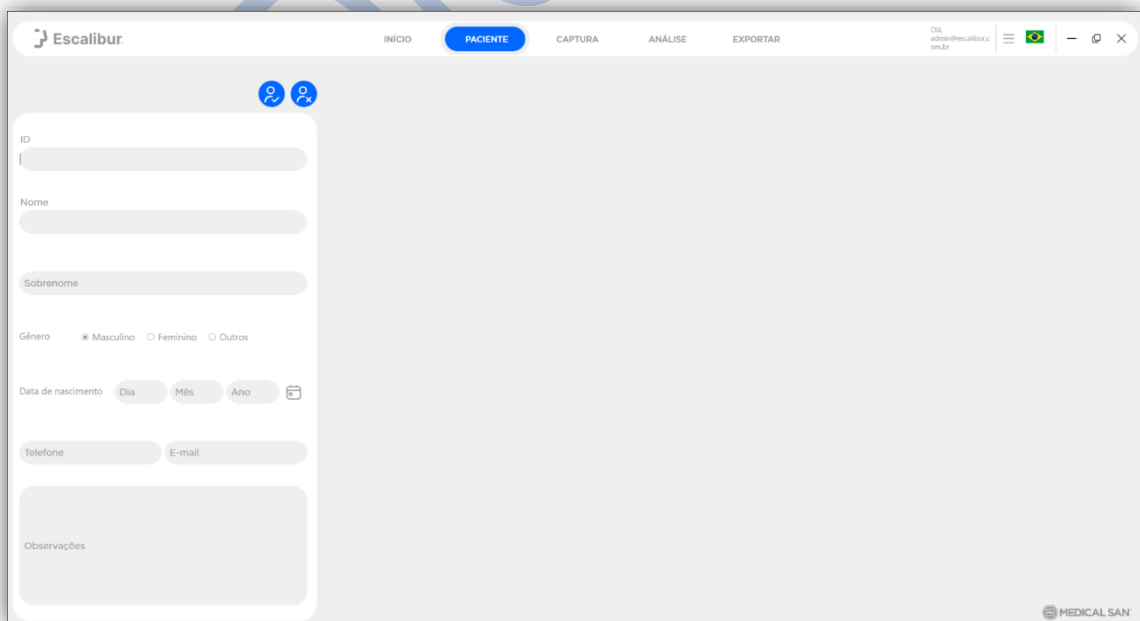 Escalibur.
INÍCIO
PACIENTE
CAPTURA
ANÁLISE
EXPORTAR
Olá,
admin@escalibur.c
om.br
ID
Nome
Sobrenome
Gênero
Masculino
Feminino
Outros
Data de nascimento
Dia
Mês
Ano
Telefone
E-mail
Observações
MEDICAL SAN